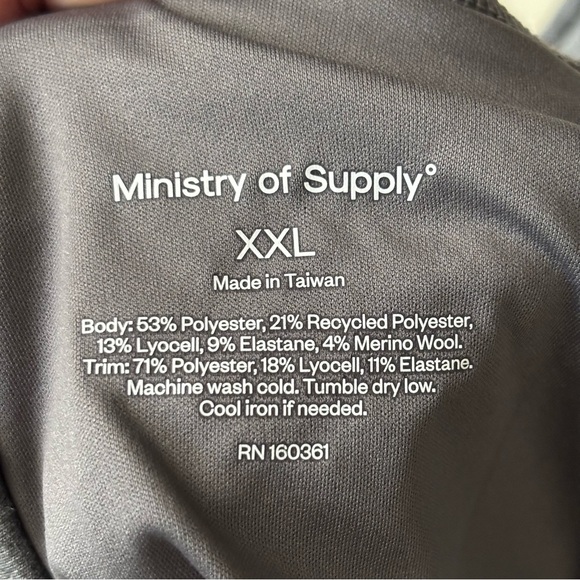 Ministry of Supply°
XXL
Made in Taiwan
Body: 53% Polyester, 21% Recycled Polyester,
13% Lyocell, 9% Elastane, 4% Merino Wool.
Trim: 71% Polyester, 18% Lyocell, 11% Elastane.
Machine wash cold. Tumble dry low.
Cool iron if needed.
RN 160361